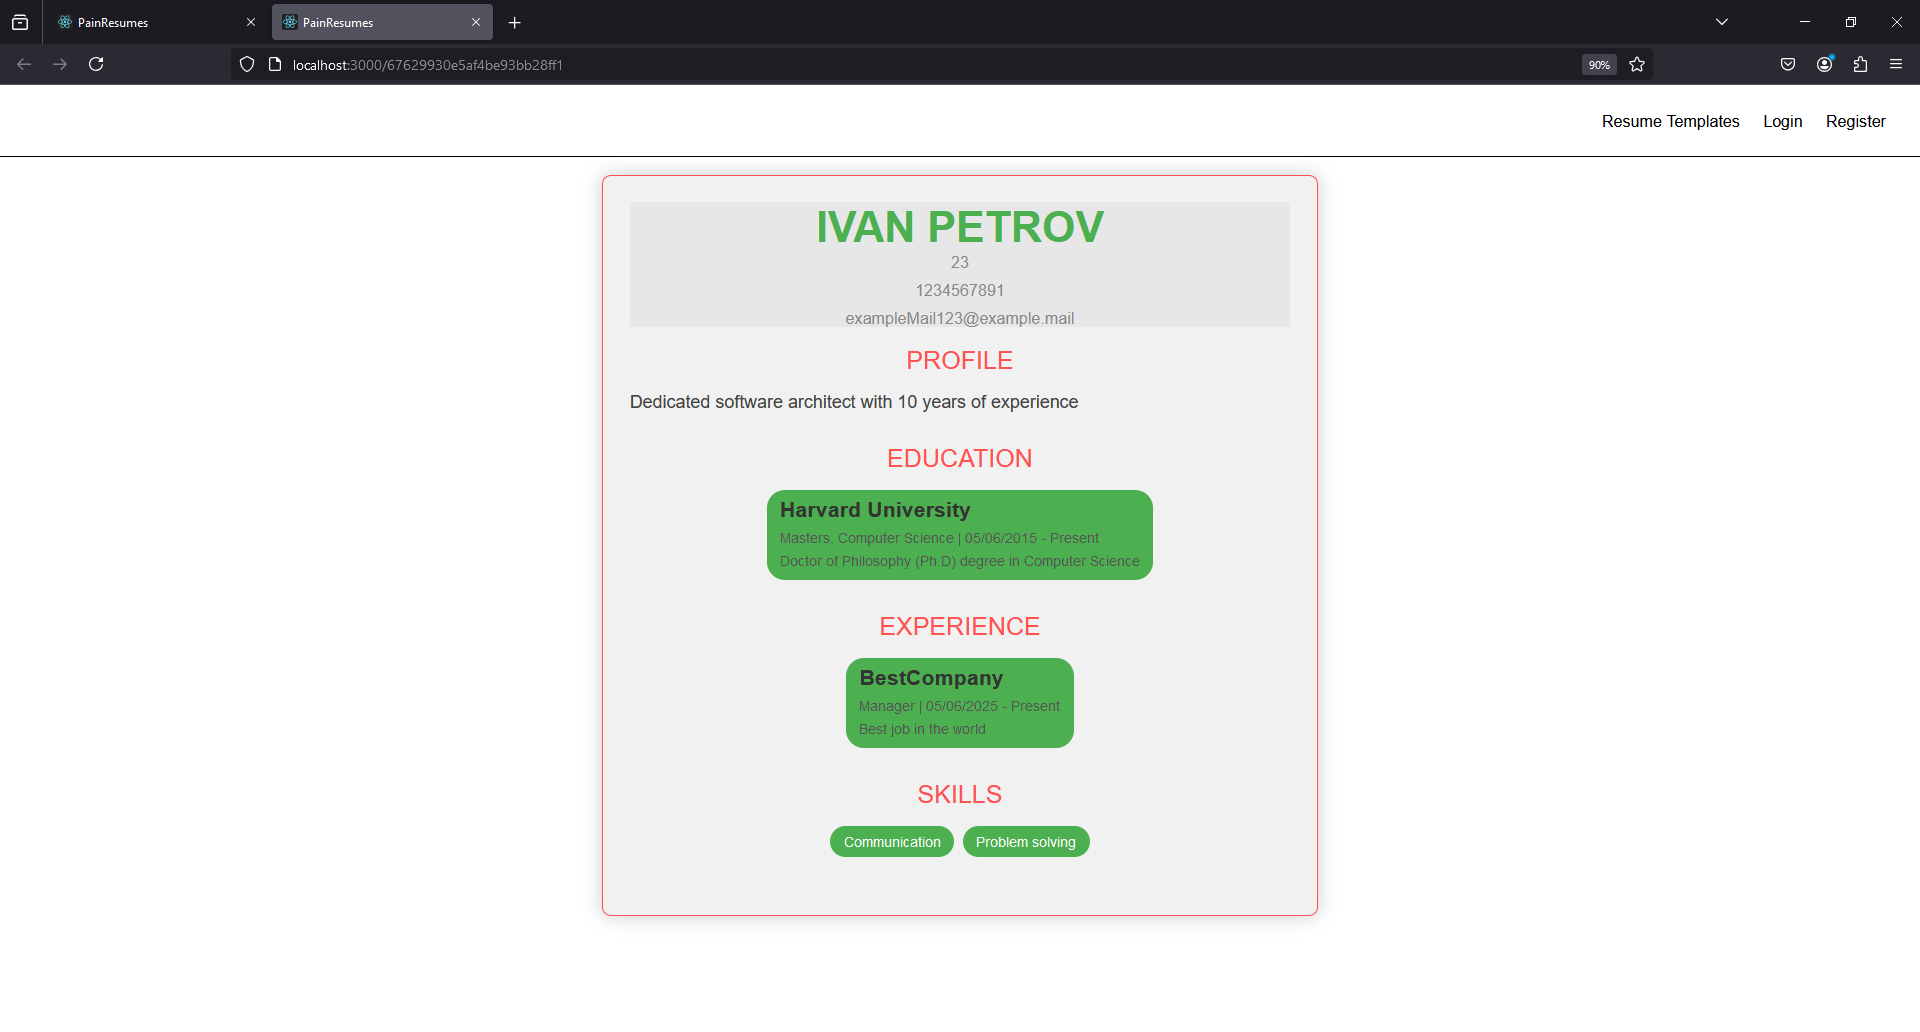 PainResumes
PainResumes
localhost:3000/67629930e5af4be93bb28ff1
90%
Resume Templates Login Register
IVAN PETROV
23
1234567891
exampleMail123@example.mail
PROFILE
Dedicated software architect with 10 years of experience
EDUCATION
Harvard University
Masters, Computer Science | 05/06/2015 - Present
Doctor of Philosophy (Ph.D) degree in Computer Science
EXPERIENCE
BestCompany
Manager | 05/06/2025 - Present
Best job in the world
SKILLS
Communication Problem solving